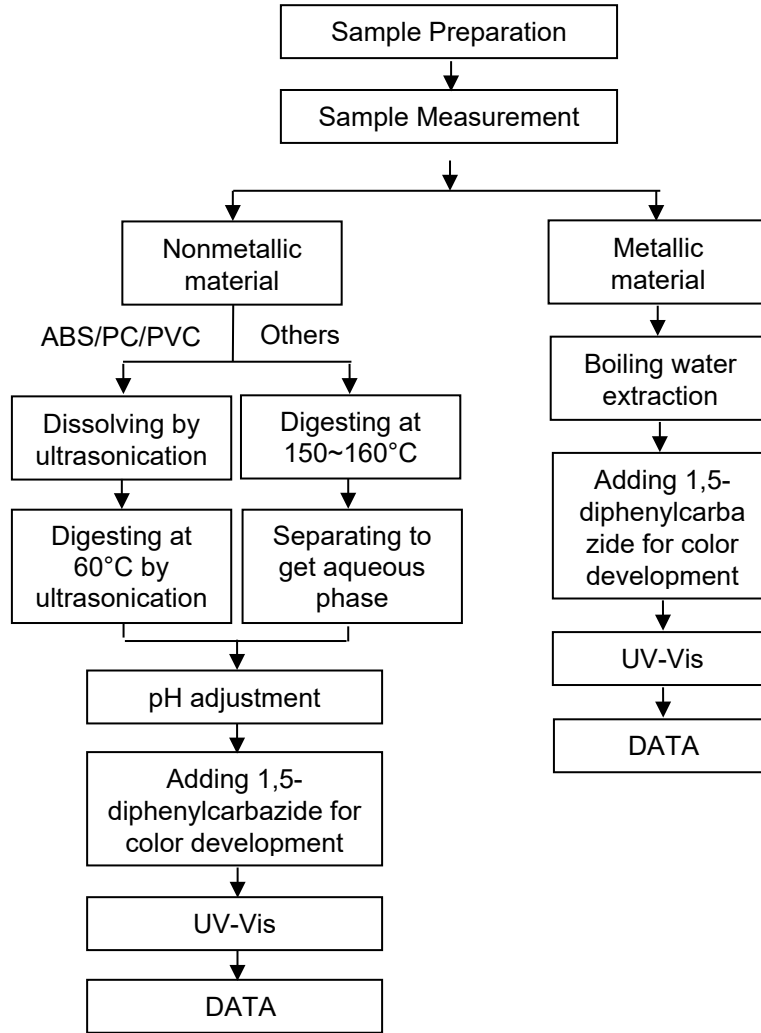 Sample Preparation
Sample Measurement
Nonmetallic
material
ABS/PC/PVC
Others
Dissolving by
ultrasonication
Digesting at
150~160°C
Digesting at
60°C by
ultrasonication
Separating to
get aqueous
phase
pH adjustment
Adding 1,5-
diphenylcarbazide for
color development
UV-Vis
DATA
Metallic
material
Boiling water
extraction
Adding 1,5-
diphenylcarba
zide for color
development
UV-Vis
DATA